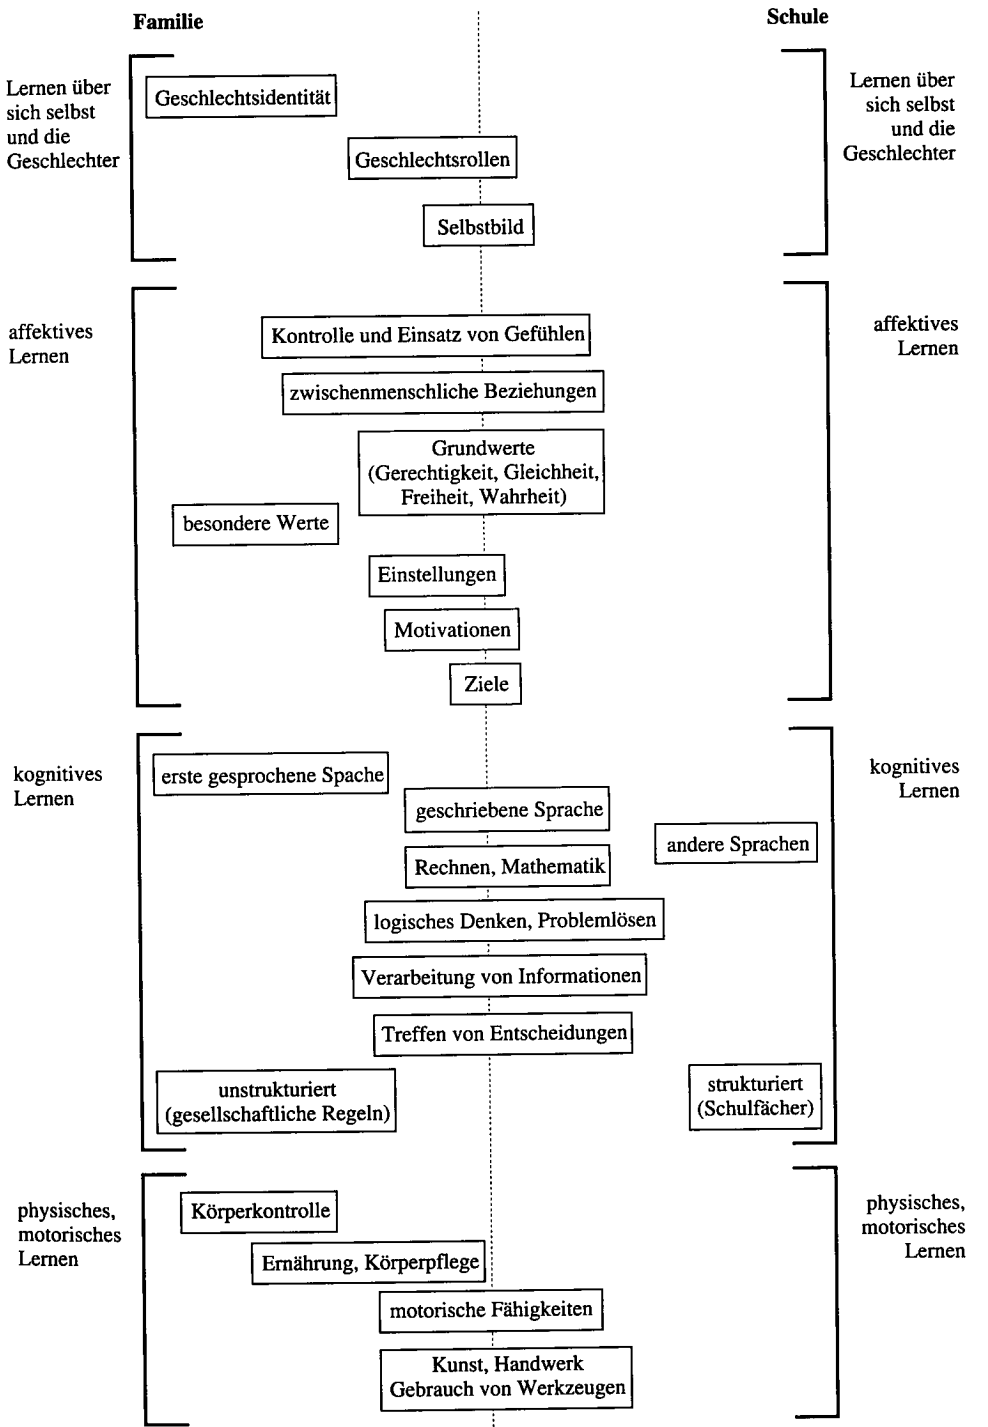 Familie
Schule
Lernen über
sich selbst
und die
Geschlechter
Lernen über
sich selbst
und die
Geschlechter
Geschlechtsidentität
Geschlechtsrollen
Selbstbild
affektives
Lernen
affektives
Lernen
Kontrolle und Einsatz von Gefühlen
zwischenmenschliche Beziehungen
Grundwerte
(Gerechtigkeit, Gleichheit,
Freiheit, Wahrheit)
besondere Werte
Einstellungen
Motivationen
Ziele
kognitives
Lernen
kognitives
Lernen
erste gesprochene Spache
geschriebene Sprache
andere Sprachen
Rechnen, Mathematik
logisches Denken, Problemlösen
Verarbeitung von Informationen
Treffen von Entscheidungen
unstrukturiert
(gesellschaftliche Regeln)
strukturiert
(Schulfächer)
physisches,
motorisches
Lernen
physisches,
motorisches
Lernen
Körperkontrolle
Ernährung, Körperpflege
motorische Fähigkeiten
Kunst, Handwerk
Gebrauch von Werkzeugen